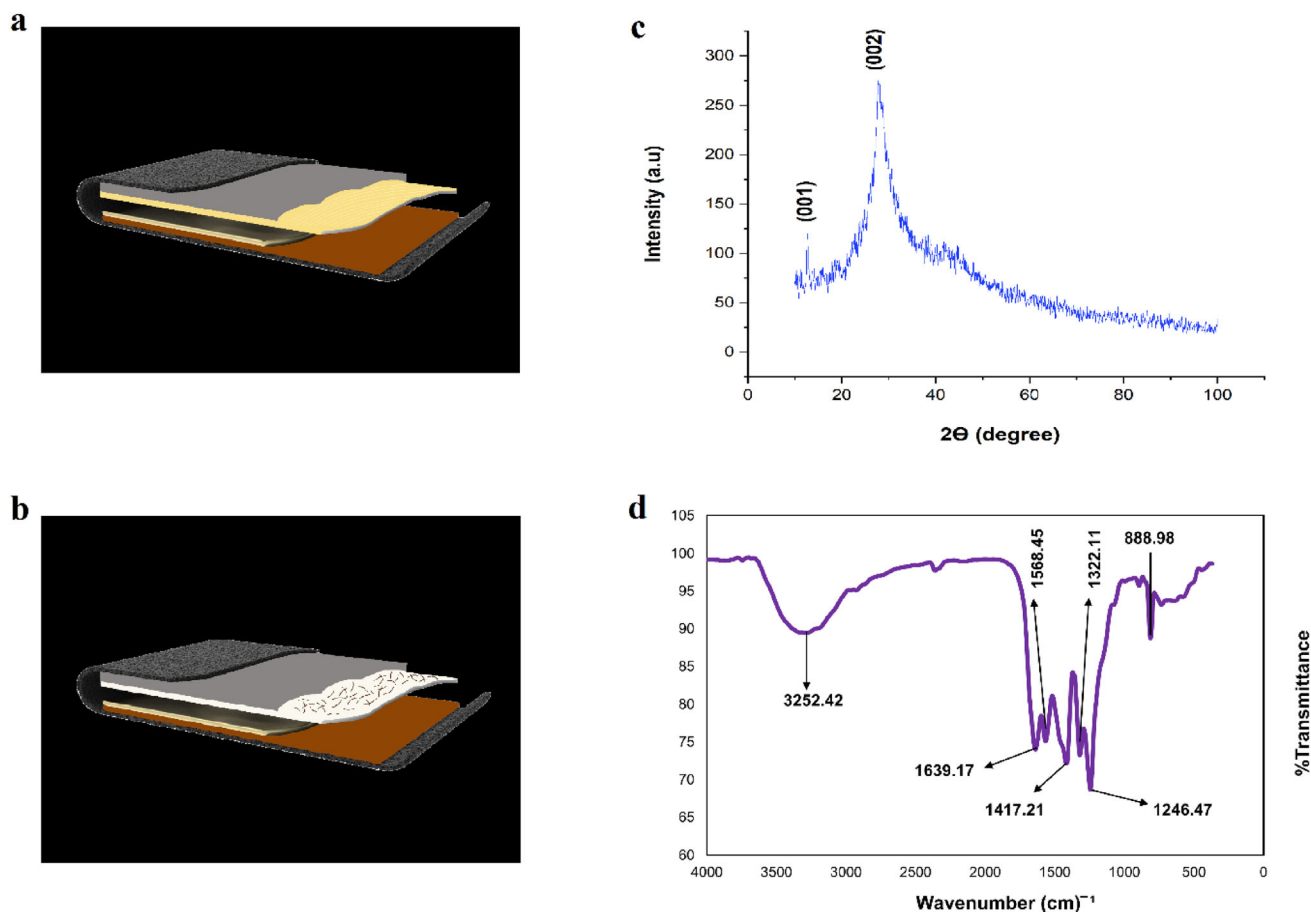 a
b
c
(001)
(002)
300
250
200
150
100
50
0
Intensity (a.u)
0 20 40 60 80 100
2Θ (degree)
d
105
100
95
90
85
80
75
70
65
60
3252.42
1639.17
1568.45
1417.21
1322.11
1246.47
888.98
%Transmittance
4000 3500 3000 2500 2000 1500 1000 500 0
Wavenumber (cm)⁻¹